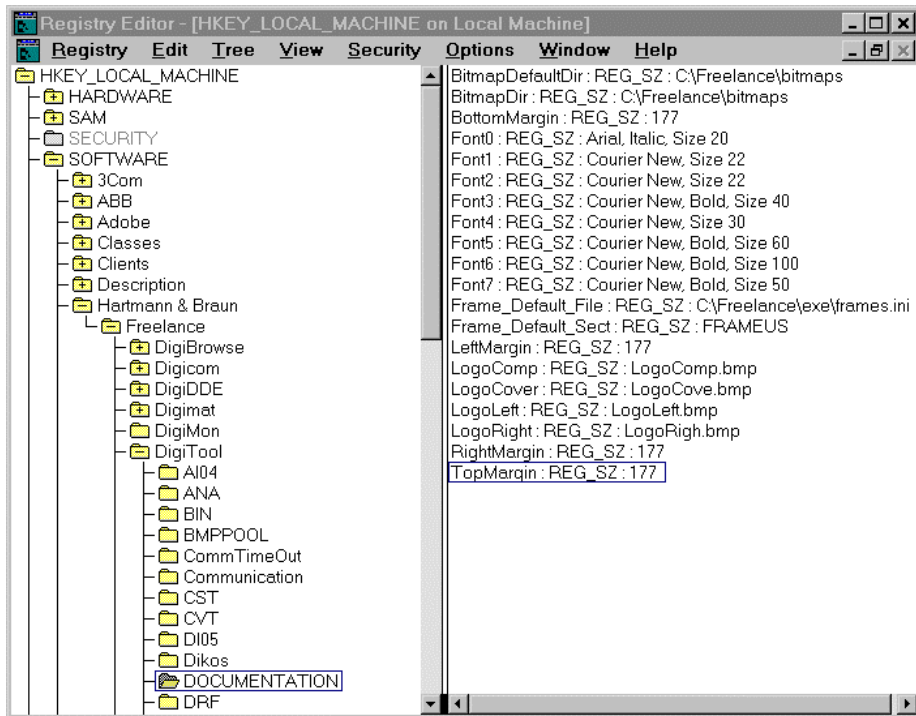 Registry Editor - [HKEY_LOCAL_MACHINE on Local Machine]
Registry Edit Tree View Security Options Window Help
HKEY_LOCAL_MACHINE
HARDWARE
SAM
SECURITY
SOFTWARE
3Com
ABB
Adobe
Classes
Clients
Description
Hartmann & Braun
Freelance
DigiBrowse
Digicom
DigiDDE
Digimat
DigiMon
DigiTool
AI04
ANA
BIN
BMPPOOL
CommTimeOut
Communication
CST
CVT
DI05
Dikos
DOCUMENTATION
DRF
BitmapDefaultDir : REG_SZ : C:\Freelance\bitmaps
BitmapDir : REG_SZ : C:\Freelance\bitmaps
BottomMargin : REG_SZ : 177
Font0 : REG_SZ : Arial, Italic, Size 20
Font1 : REG_SZ : Courier New, Size 22
Font2 : REG_SZ : Courier New, Size 22
Font3 : REG_SZ : Courier New, Bold, Size 40
Font4 : REG_SZ : Courier New, Size 30
Font5 : REG_SZ : Courier New, Bold, Size 60
Font6 : REG_SZ : Courier New, Bold, Size 100
Font7 : REG_SZ : Courier New, Bold, Size 50
Frame_Default_File : REG_SZ : C:\Freelance\exe\frames.ini
Frame_Default_Sect : REG_SZ : FRAMEUS
LeftMargin : REG_SZ : 177
LogoComp : REG_SZ : LogoComp.bmp
LogoCover : REG_SZ : LogoCove.bmp
LogoLeft : REG_SZ : LogoLeft.bmp
LogoRight : REG_SZ : LogoRigh.bmp
RightMargin : REG_SZ : 177
TopMargin : REG_SZ : 177